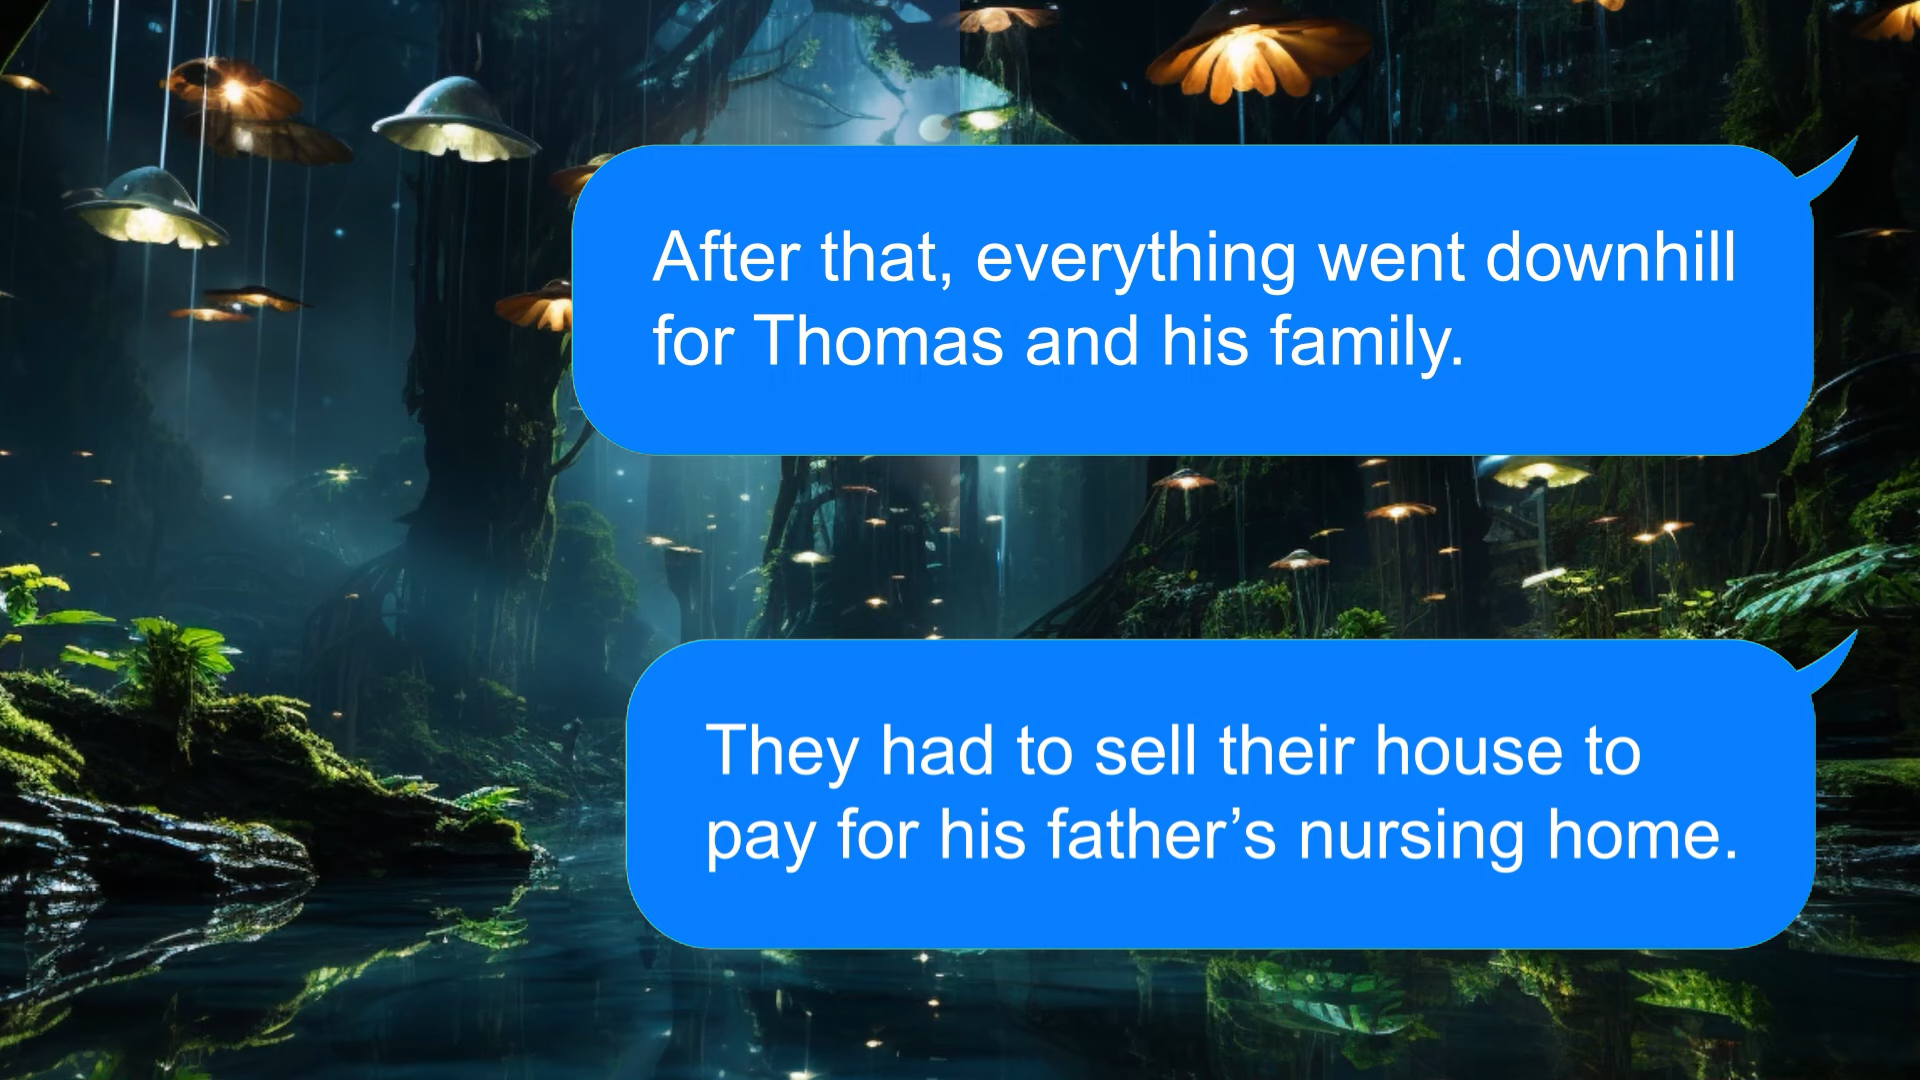 After that, everything went downhill
for Thomas and his family.
They had to sell their house to
pay for his father’s nursing home.